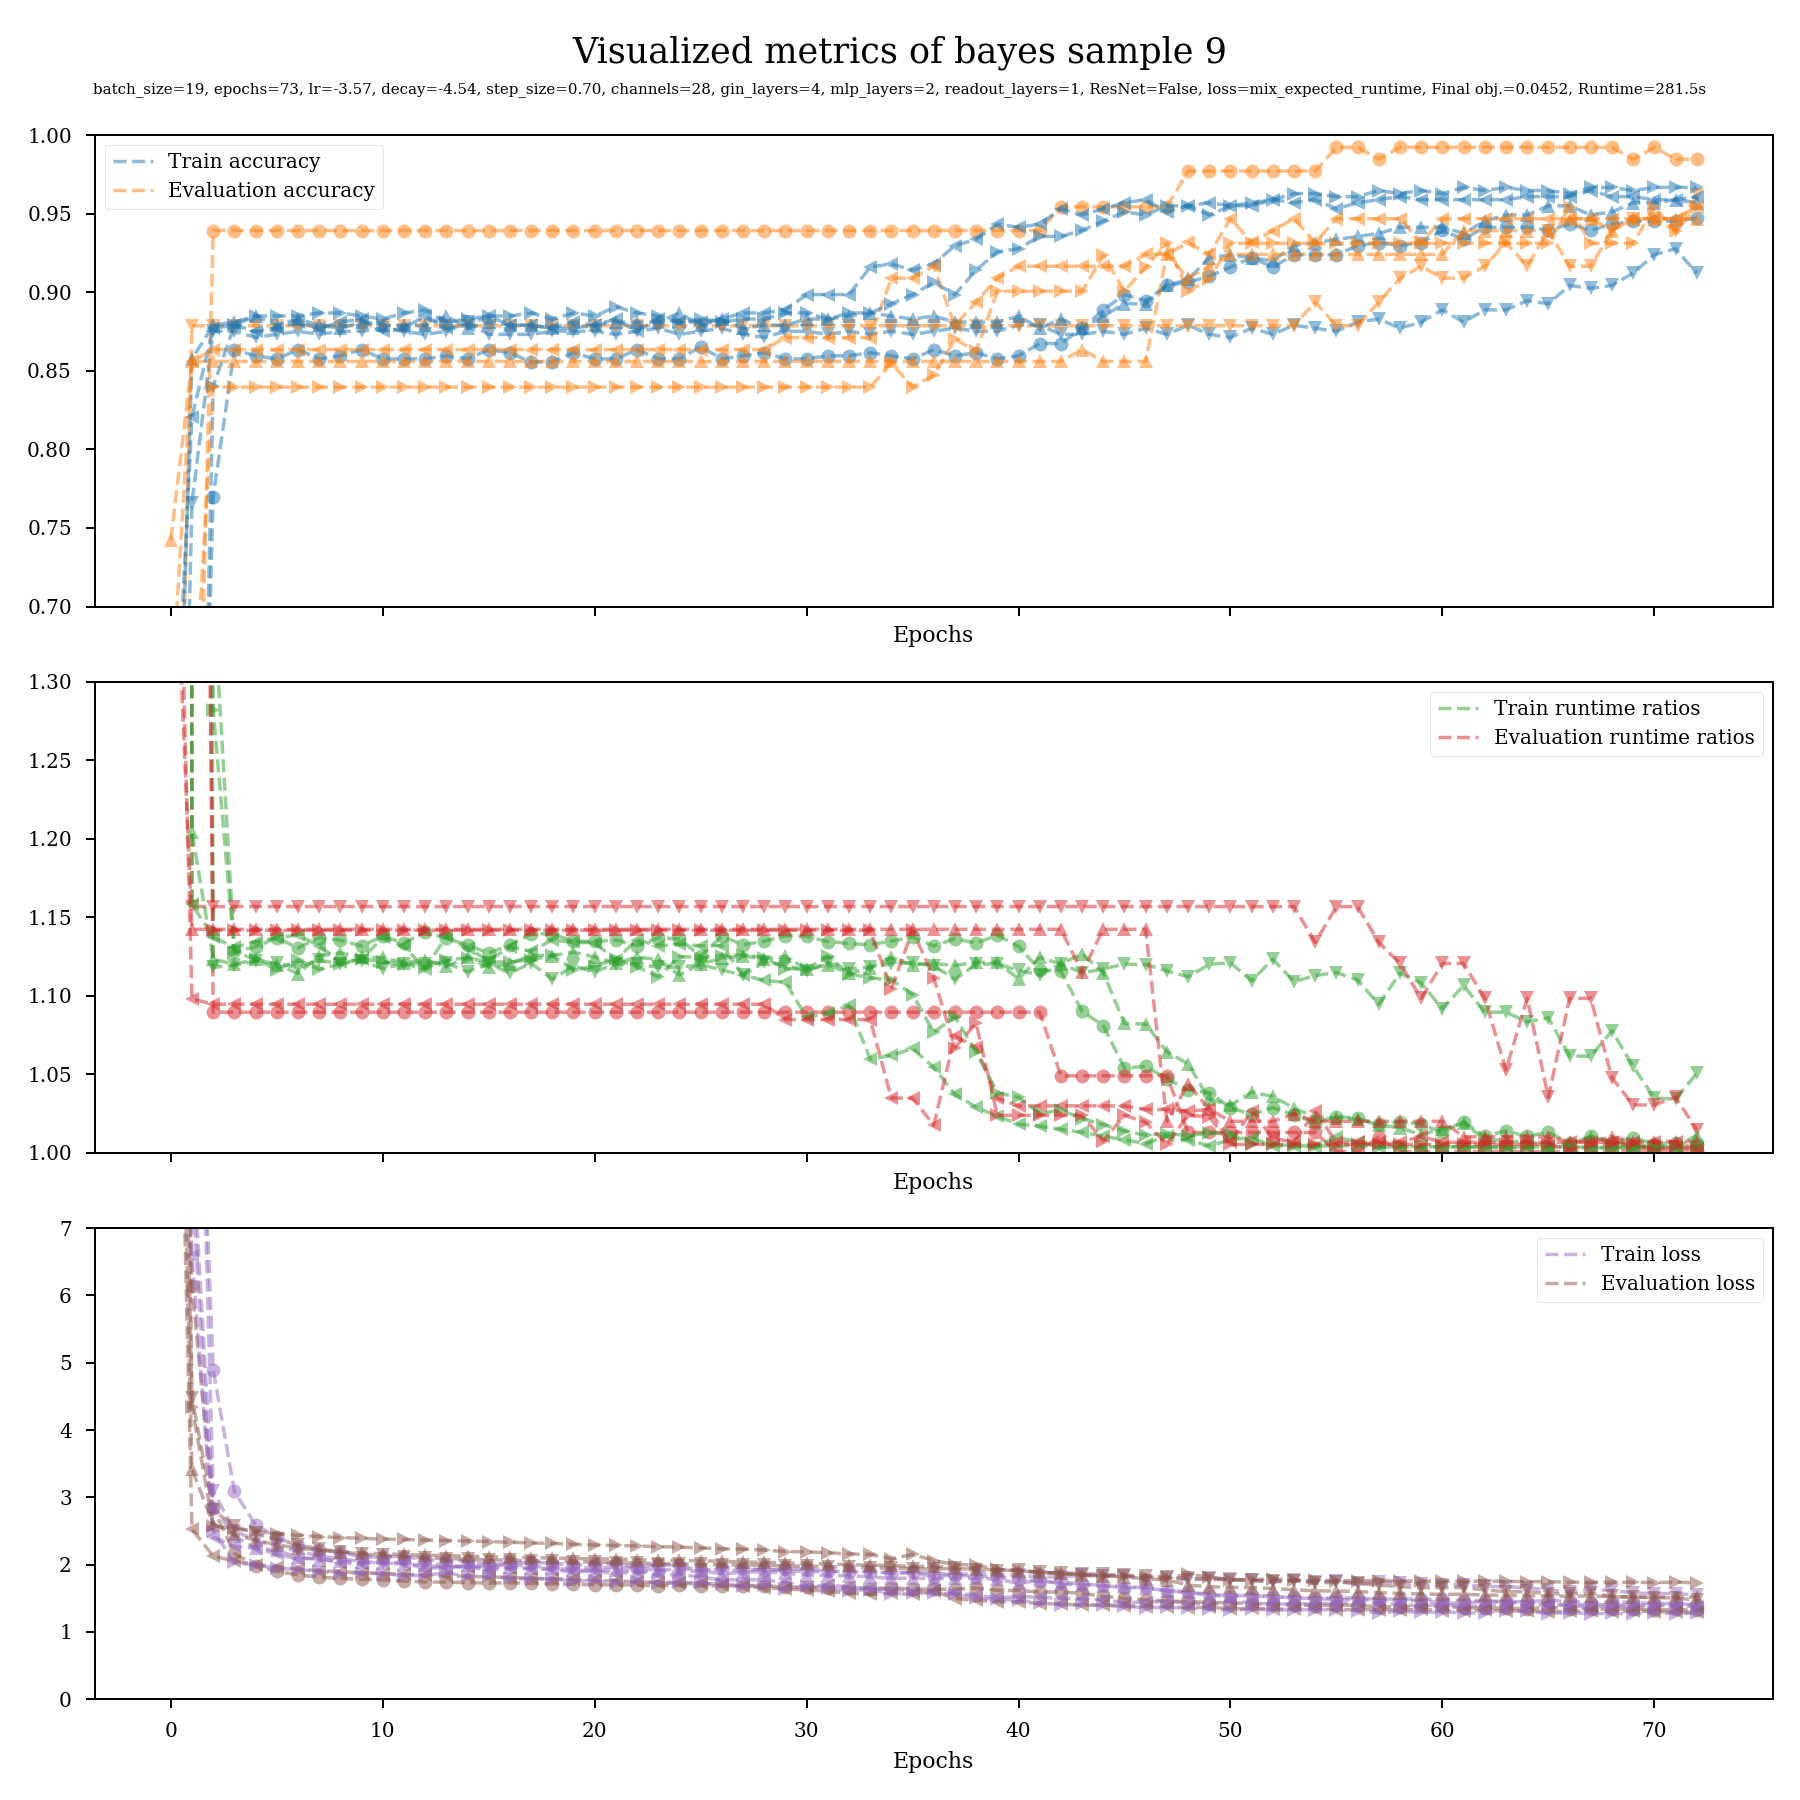 Visualized metrics of bayes sample 9
batch_size=19, epochs=73, lr=-3.57, decay=-4.54, step_size=0.70, channels=28, gin_layers=4, mlp_layers=2, readout_layers=1, ResNet=False, loss=mix_expected_runtime, Final obj.=0.0452, Runtime=281.5s
1.00
0.95
0.90
0.85
0.80
0.75
0.70
Train accuracy
Evaluation accuracy
Epochs
1.30
1.25
1.20
1.15
1.10
1.05
1.00
Train runtime ratios
Evaluation runtime ratios
Epochs
7
6
5
4
3
2
1
0
Train loss
Evaluation loss
0 10 20 30 40 50 60 70
Epochs